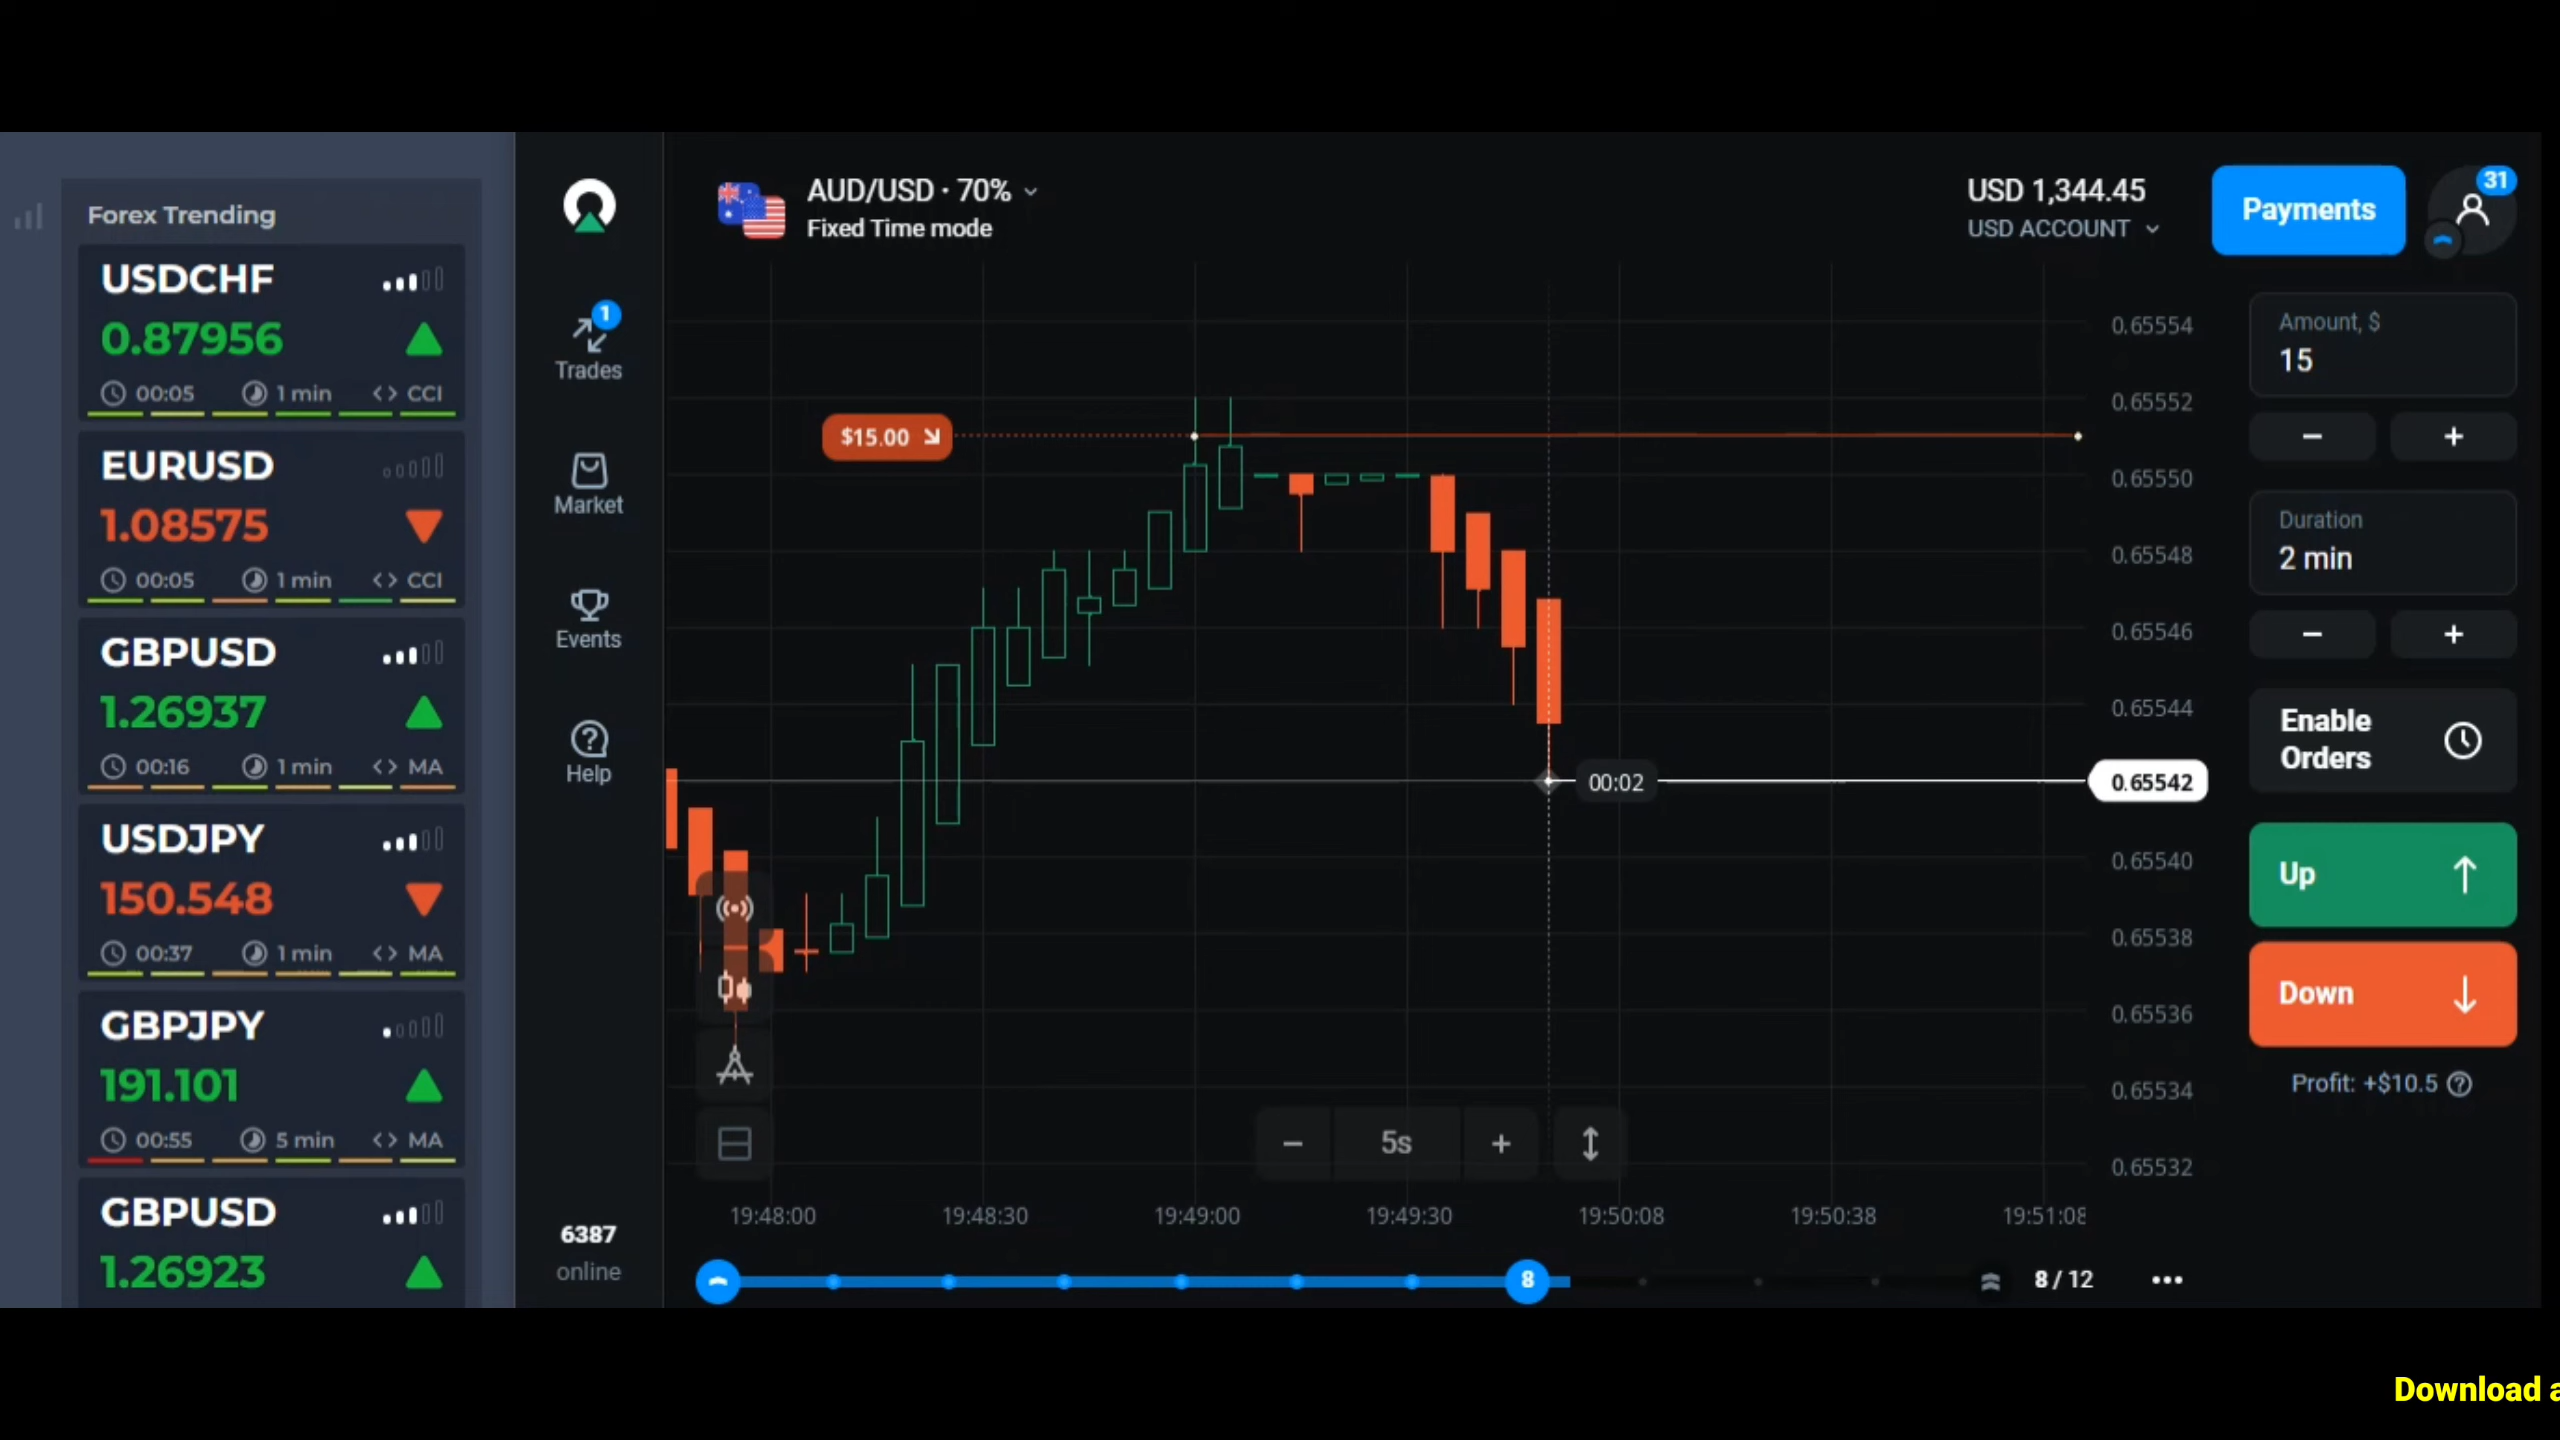 Forex Trending
USDCHF
0.87956
00:05 1 min <> CCI
EURUSD
1.08575
00:05 1 min <> CCI
GBPUSD
1.26937
00:16 1 min <> MA
USDJPY
150.548
00:37 1 min <> MA
GBPJPY
191.101
00:55 5 min <> MA
GBPUSD
1.26923
1
Trades
Market
Events
Help
6387
online
AUD/USD • 70%
Fixed Time mode
USD 1,344.45
USD ACCOUNT
Payments
31
$15.00
00:02
0.65554
0.65552
0.65550
0.65548
0.65546
0.65544
0.65542
0.65540
0.65538
0.65536
0.65534
0.65532
− 5s +
19:48:00 19:48:30 19:49:00 19:49:30 19:50:08 19:50:38 19:51:08
8 8 / 12 •••
Amount, $
15
− +
Duration
2 min
− +
Enable
Orders
Up ↑
Down ↓
Profit: +$10.5 ?
Download